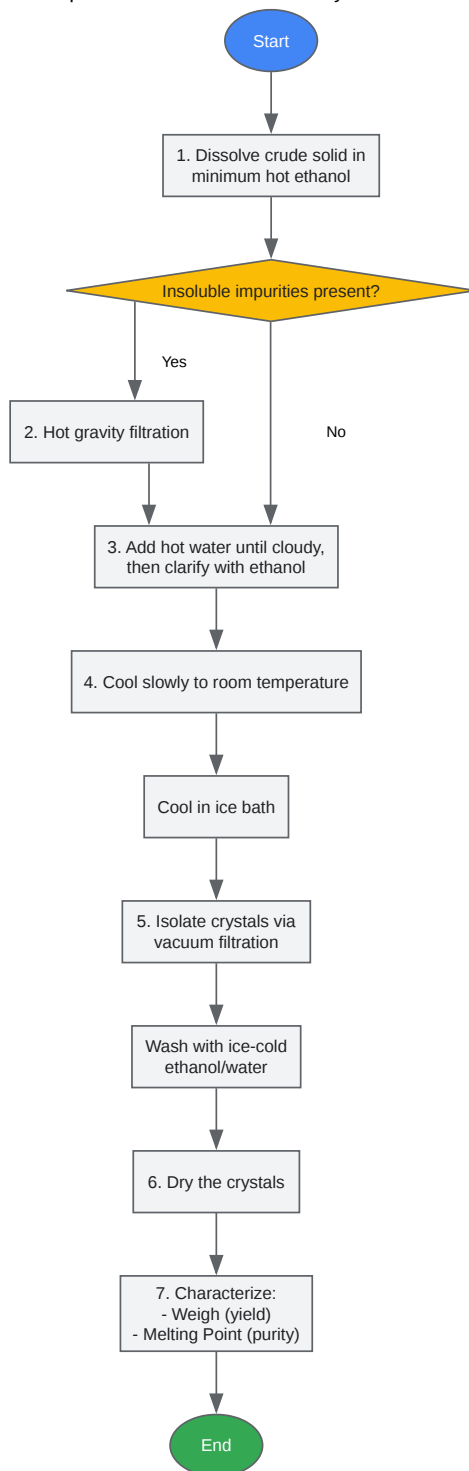 Start
1. Dissolve crude solid in
minimum hot ethanol
Insoluble impurities present?
Yes
2. Hot gravity filtration
No
3. Add hot water until cloudy,
then clarify with ethanol
4. Cool slowly to room temperature
Cool in ice bath
5. Isolate crystals via
vacuum filtration
Wash with ice-cold
ethanol/water
6. Dry the crystals
7. Characterize:
- Weigh (yield)
- Melting Point (purity)
End